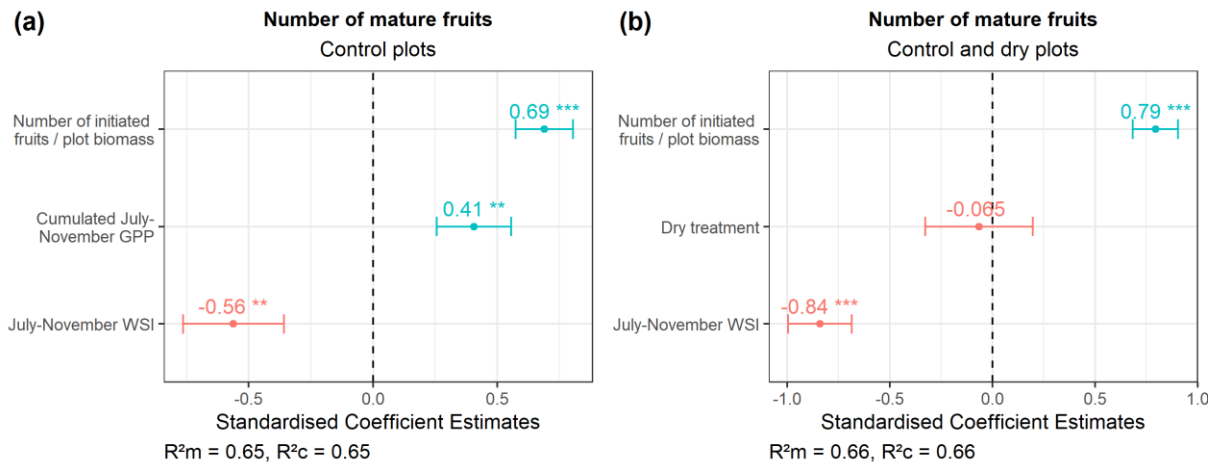 (a)
Number of mature fruits
Control plots
Number of initiated
fruits / plot biomass
Cumulated July-
November GPP
July-November WSI
0.69 ***
0.41 **
-0.56 **
-0.5
0.0
0.5
Standardised Coefficient Estimates
R²m = 0.65, R²c = 0.65
(b)
Number of mature fruits
Control and dry plots
Number of initiated
fruits / plot biomass
Dry treatment
July-November WSI
0.79 ***
-0.065
-0.84 ***
-1.0
-0.5
0.0
0.5
1.0
Standardised Coefficient Estimates
R²m = 0.66, R²c = 0.66